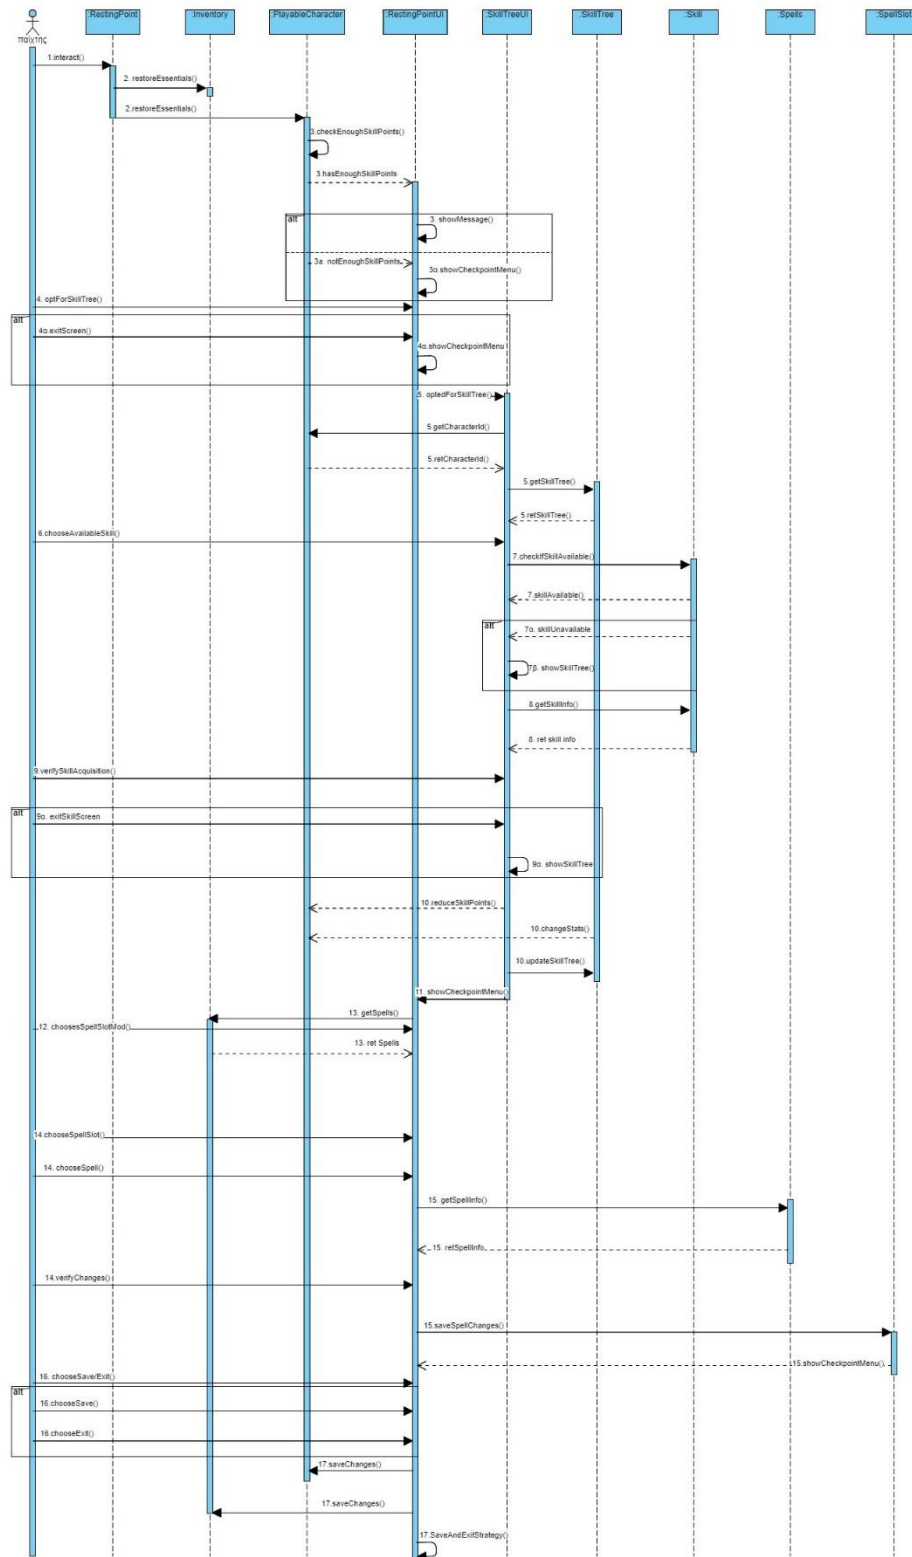 :RestingPoint
:Inventory
:PlayableCharacter
:RestingPointUI
:SkillTreeUI
:SkillTree
:Skill
:Spells
:SpellSlot
παίχτης
1.interact()
2. restoreEssentials()
2.restoreEssentials()
3.checkEnoughSkillPoints()
3.hasEnoughSkillPoints
alt
3. showMessage()
3a. notEnoughSkillPoints
3α.showCheckpointMenu()
4. optForSkillTree()
alt
4α.exitScreen()
4α.showCheckpointMenu
5. optedForSkillTree()
5.getCharacterId()
5.retCharacterId()
5.getSkillTree()
5.retSkillTree()
6.chooseAvailableSkill()
7.checkIfSkillAvailable()
7.skillAvailable()
alt
7α. skillUnavailable
7β. showSkillTree()
8.getSkillInfo()
8. ret skill info
9.verifySkillAcquisition()
alt
9α. exitSkillScreen
9α. showSkillTree
10.reduceSkillPoints()
10.changeStats()
10.updateSkillTree()
11. showCheckpointMenu()
13. getSpells()
12. choosesSpellSlotMod()
13. ret Spells
14.chooseSpellSlot()
14. chooseSpell()
15. getSpellInfo()
15. retSpellInfo
14.verifyChanges()
15.saveSpellChanges()
15.showCheckpointMenu()
16. chooseSave/Exit()
alt
16.chooseSave()
16.chooseExit()
17.saveChanges()
17.saveChanges()
17.SaveAndExitStrategy()